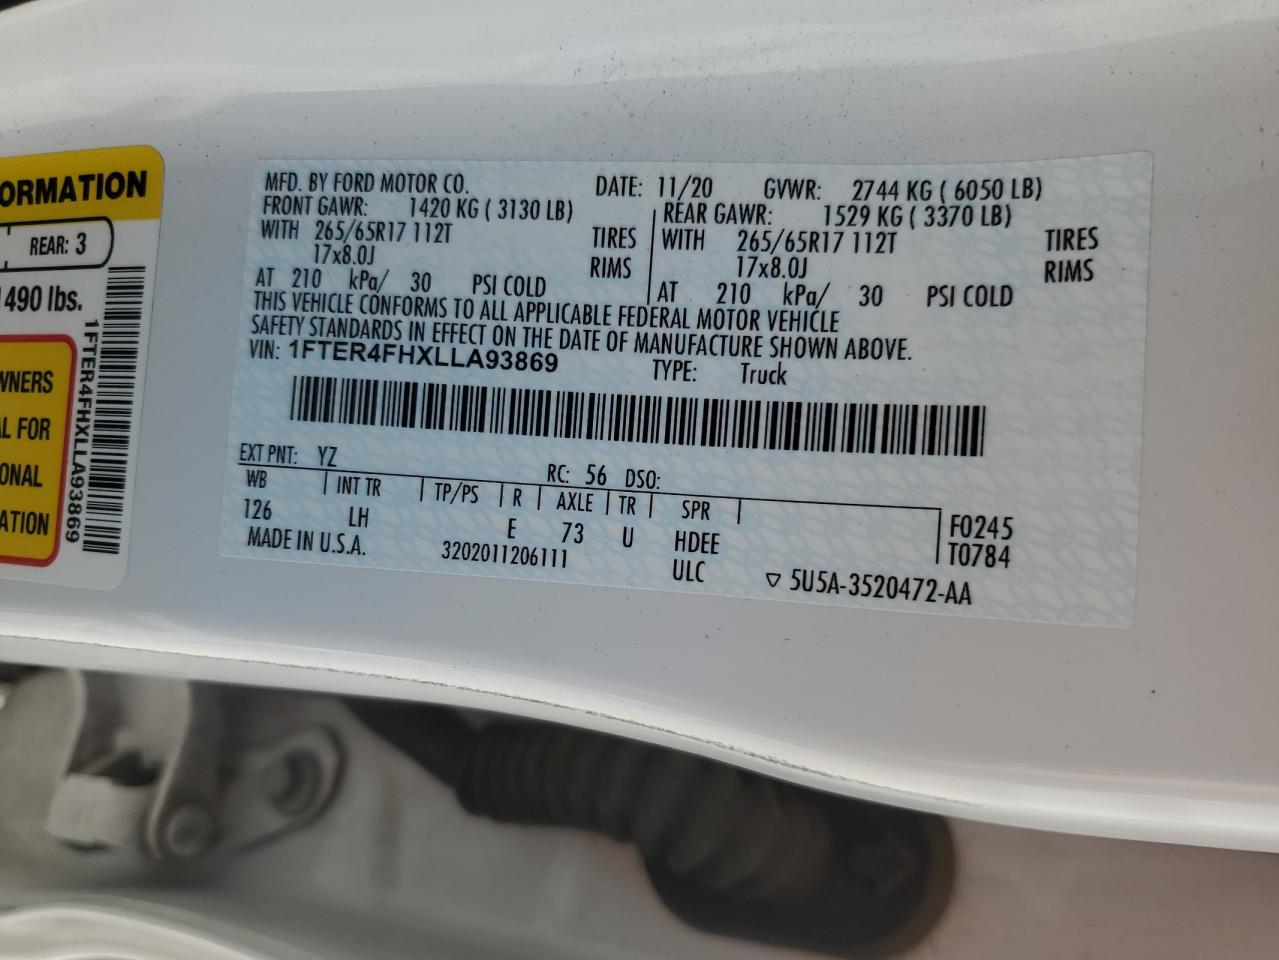 ORMATION
REAR: 3
1490 lbs.
WNERS
AL FOR
ONAL
ATION
1FTER4FHXLLA93869
MFD. BY FORD MOTOR CO. DATE: 11/20 GVWR: 2744 KG ( 6050 LB)
FRONT GAWR: 1420 KG ( 3130 LB) REAR GAWR: 1529 KG ( 3370 LB)
WITH 265/65R17 112T TIRES WITH 265/65R17 112T TIRES
17x8.0J RIMS 17x8.0J RIMS
AT 210 kPa/ 30 PSI COLD AT 210 kPa/ 30 PSI COLD
THIS VEHICLE CONFORMS TO ALL APPLICABLE FEDERAL MOTOR VEHICLE
SAFETY STANDARDS IN EFFECT ON THE DATE OF MANUFACTURE SHOWN ABOVE.
VIN: 1FTER4FHXLLA93869 TYPE: Truck
EXT PNT: YZ RC: 56 DSO:
WB INT TR TP/PS R AXLE TR SPR
126 LH E 73 U HDEE F0245
MADE IN U.S.A. 3202011206111 ULC T0784
▽ 5U5A-3520472-AA